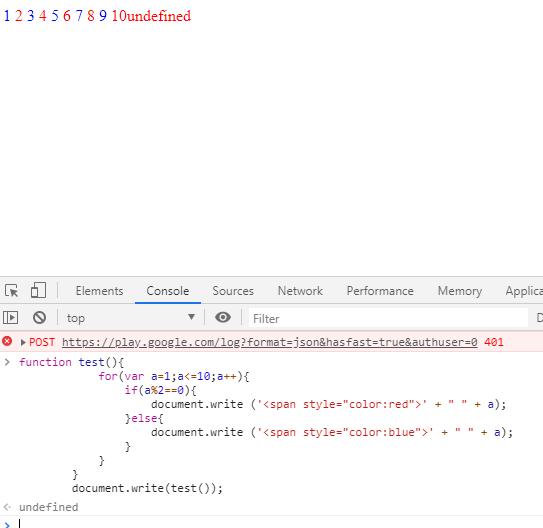 1 2 3 4 5 6 7 8 9 10undefined
Elements Console Sources Network Performance Memory Applica
top ▼ Filter D
POST https://play.google.com/log?format=json&hasfast=true&authuser=0 401
> function test(){
for(var a=1;a<=10;a++){
if(a%2==0){
document.write ('<span style="color:red">' + " " + a);
}else{
document.write ('<span style="color:blue">' + " " + a);
}
}
}
document.write(test());
undefined
>